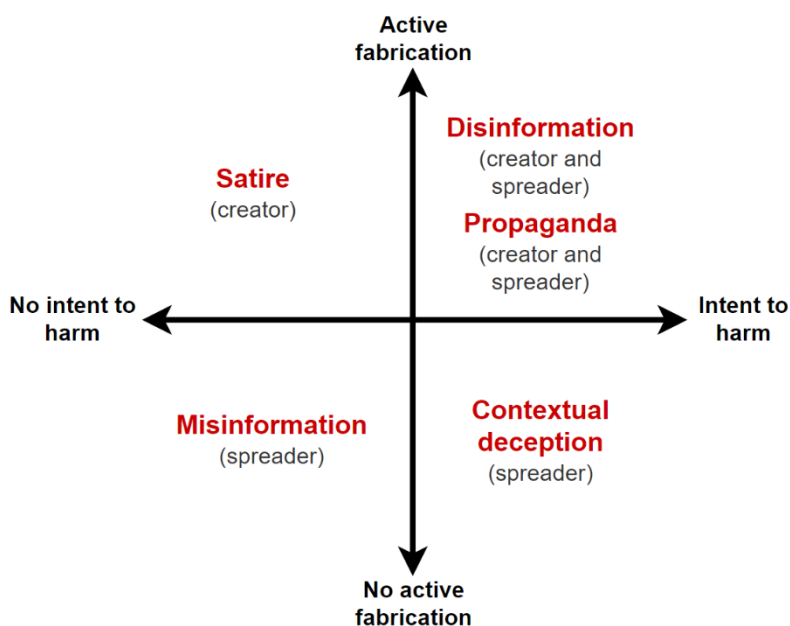 Active
fabrication
Disinformation
(creator and
spreader)
Satire
(creator)
Propaganda
(creator and
spreader)
No intent to
harm
Intent to
harm
Misinformation
(spreader)
Contextual
deception
(spreader)
No active
fabrication